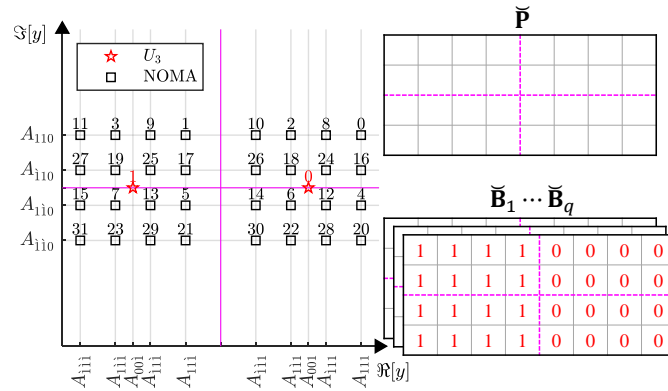 ℑ[y]
U₃
NOMA
11 3 9 1 10 2 8 0
A₁₁₀
27 19 25 17 26 18 24 16
1 0
15 7 13 5 14 6 12 4
31 23 29 21 30 22 28 20
A₀₀₁ A₀₀₁
ℜ[y]
P̆
B̆₁ ⋯ B̆q
1 1 1 1 0 0 0 0
1 1 1 1 0 0 0 0
1 1 1 1 0 0 0 0
1 1 1 1 0 0 0 0